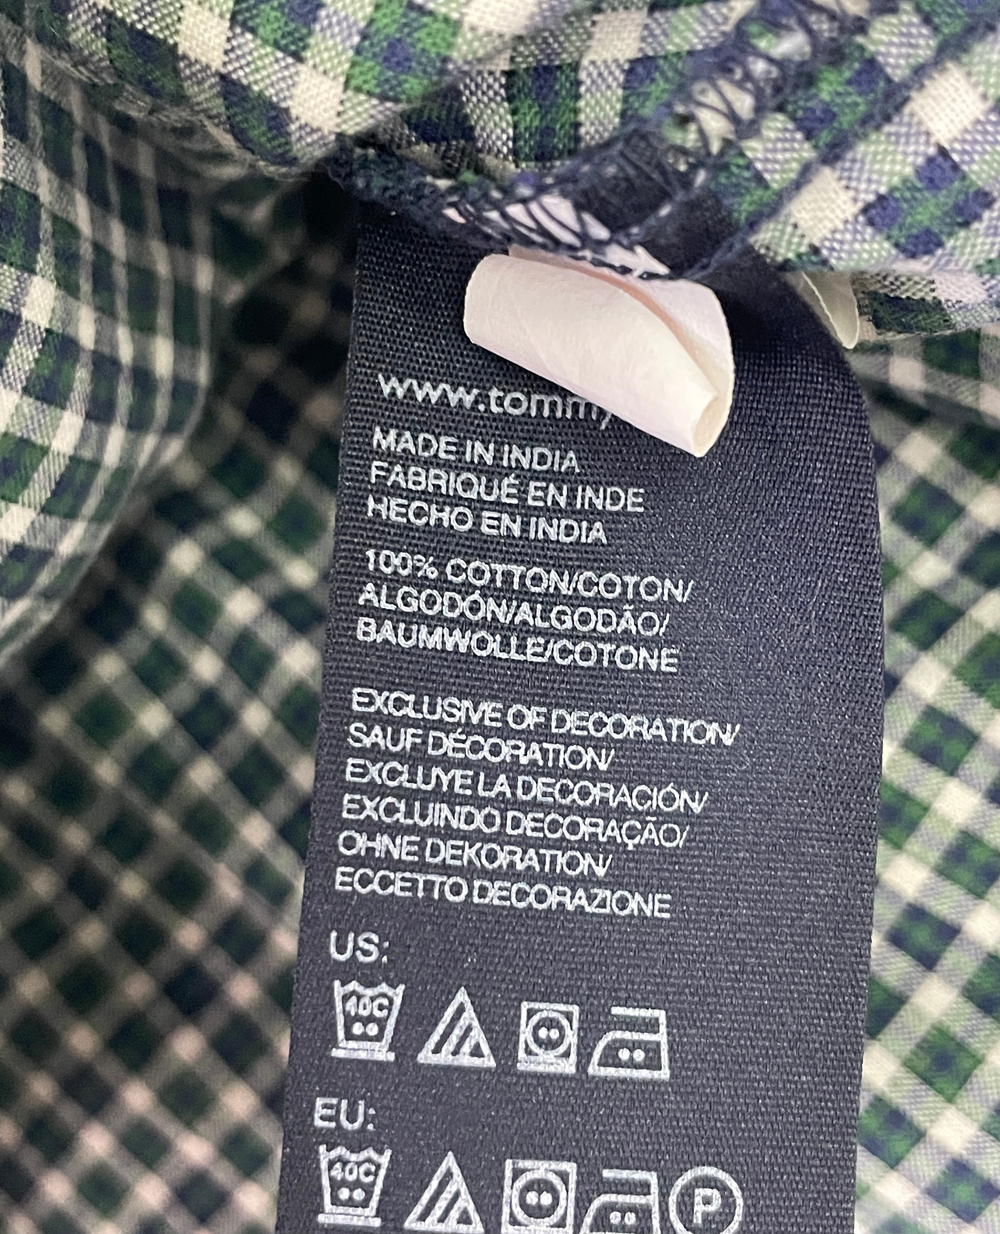 www.tommy
MADE IN INDIA
FABRIQUÉ EN INDE
HECHO EN INDIA
100% COTTON/COTON/
ALGODÓN/ALGODÃO/
BAUMWOLLE/COTONE
EXCLUSIVE OF DECORATION/
SAUF DÉCORATION/
EXCLUYE LA DECORACIÓN/
EXCLUINDO DECORAÇÃO/
OHNE DEKORATION/
ECCETTO DECORAZIONE
US:
40C
EU:
40C P